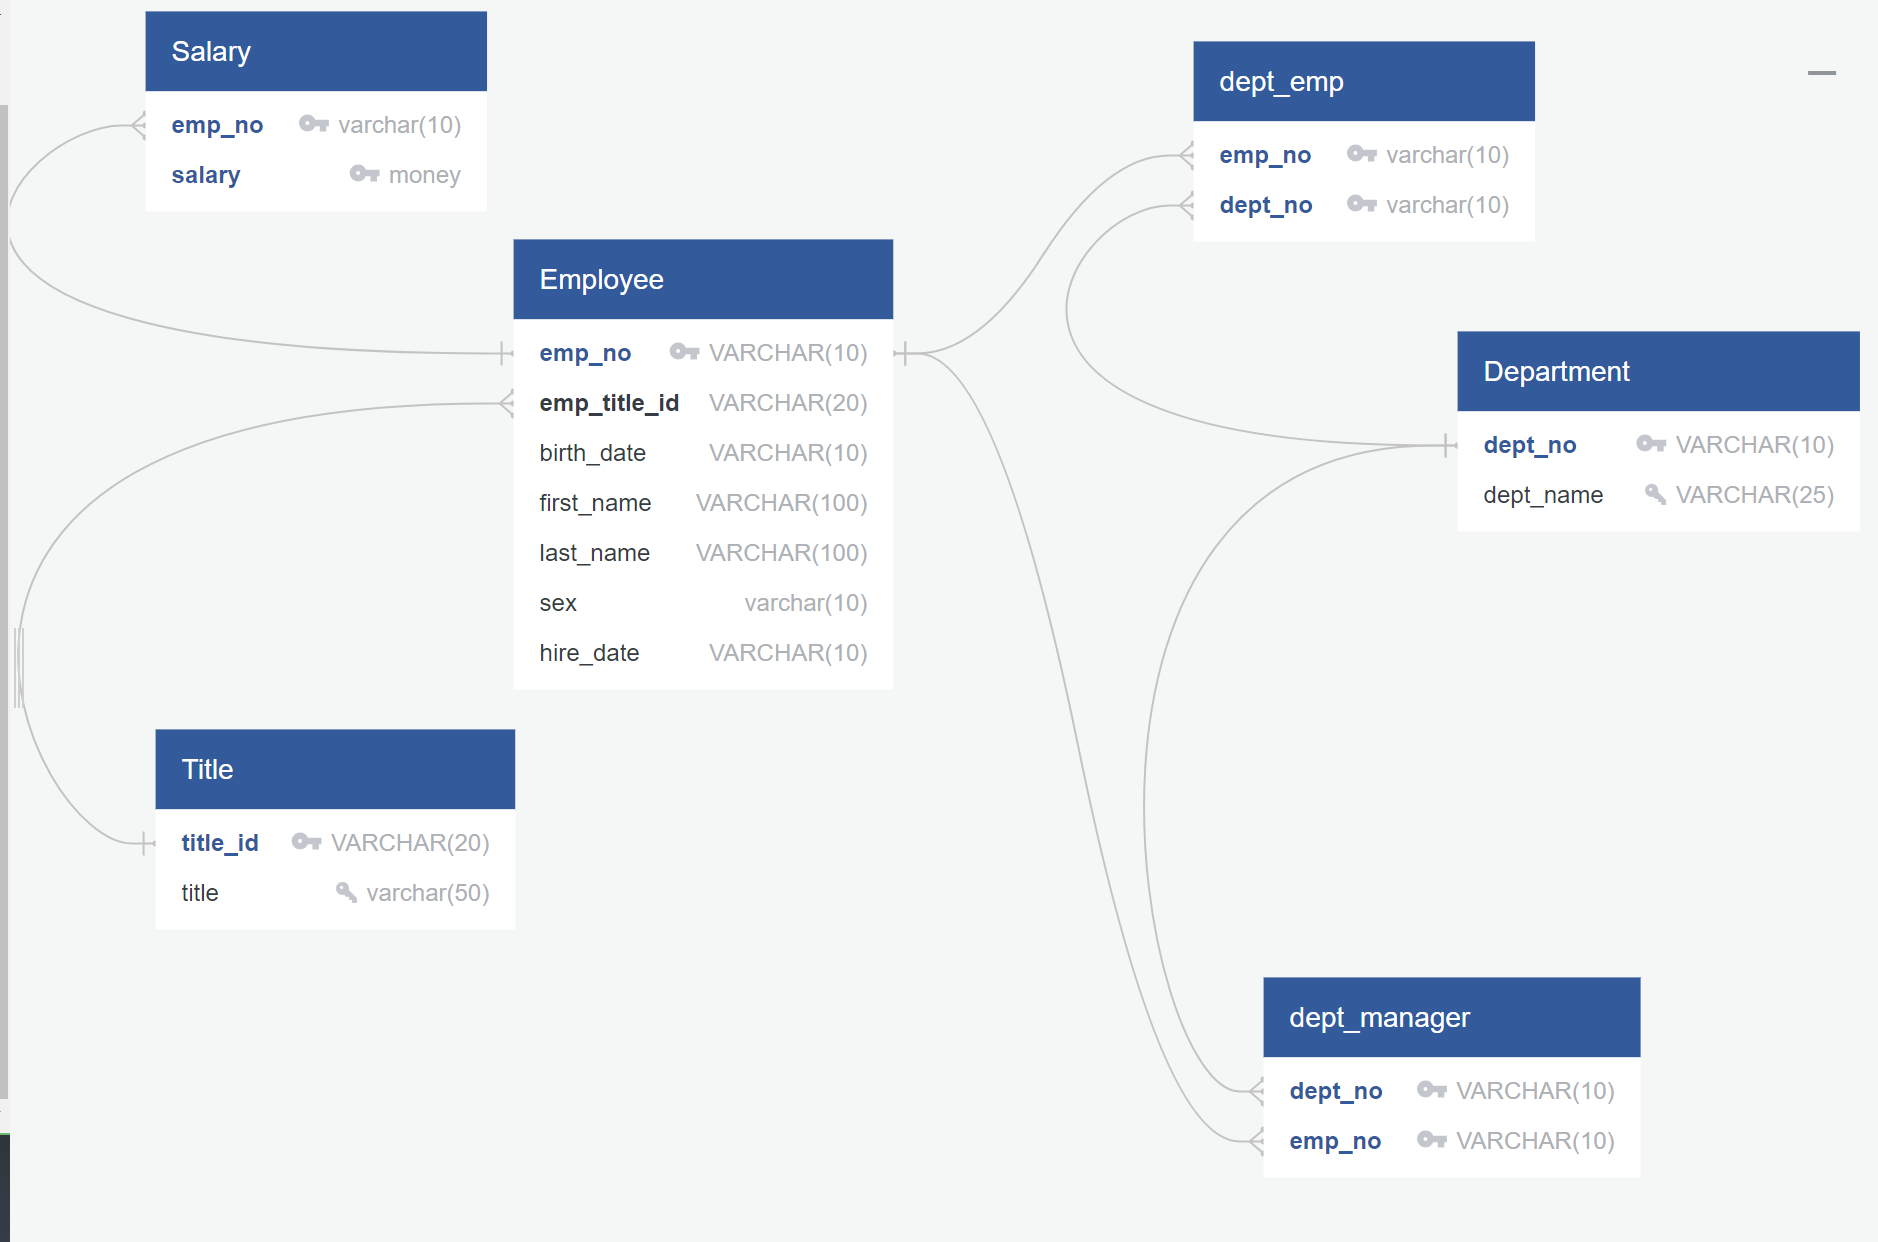 Salary
emp_no varchar(10)
salary money
Employee
emp_no VARCHAR(10)
emp_title_id VARCHAR(20)
birth_date VARCHAR(10)
first_name VARCHAR(100)
last_name VARCHAR(100)
sex varchar(10)
hire_date VARCHAR(10)
Title
title_id VARCHAR(20)
title varchar(50)
dept_emp
emp_no varchar(10)
dept_no varchar(10)
Department
dept_no VARCHAR(10)
dept_name VARCHAR(25)
dept_manager
dept_no VARCHAR(10)
emp_no VARCHAR(10)